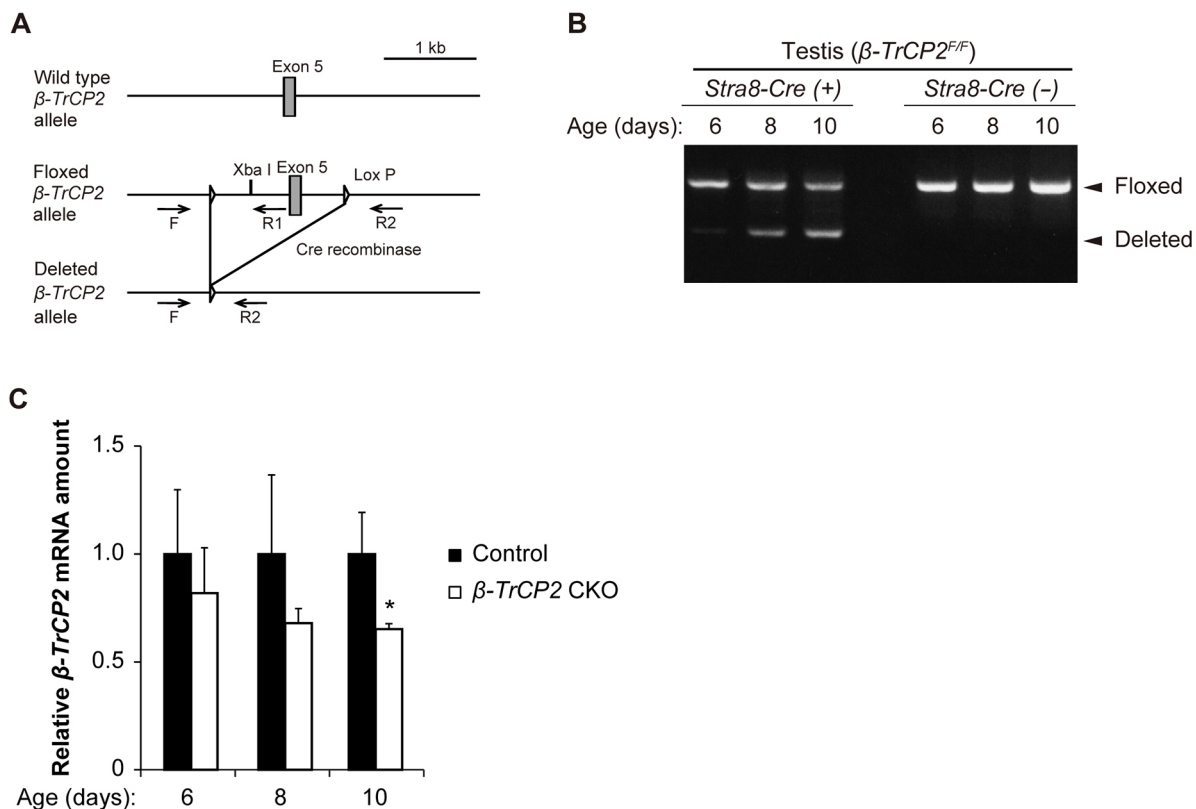 A
1 kb
Exon 5
Wild type
β-TrCP2
allele
Floxed
β-TrCP2
allele
Xba I
Exon 5
Lox P
F
R1
R2
Cre recombinase
Deleted
β-TrCP2
allele
F
R2
B
Testis (β-TrCP2F/F)
Stra8-Cre (+)
Stra8-Cre (–)
Age (days): 6 8 10 6 8 10
Floxed
Deleted
C
Relative β-TrCP2 mRNA amount
1.5
1.0
0.5
0
*
Control
β-TrCP2 CKO
Age (days): 6 8 10